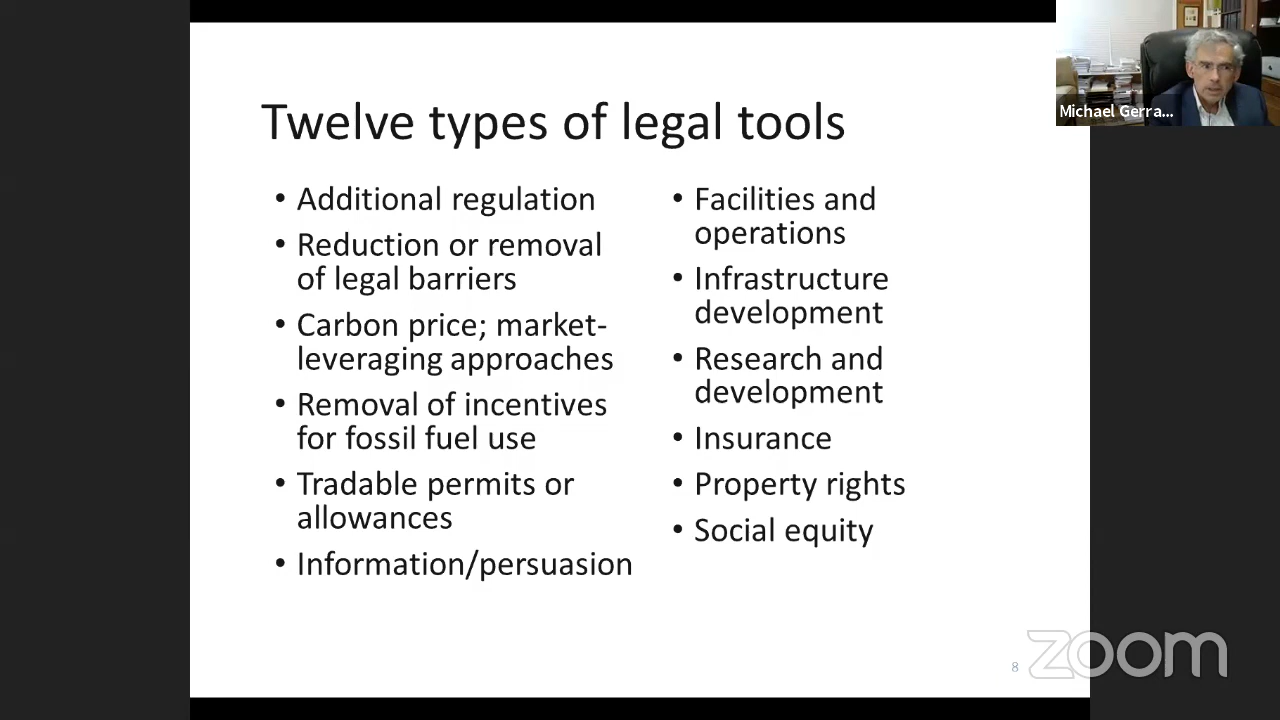 Twelve types of legal tools
• Additional regulation
• Reduction or removal
of legal barriers
• Carbon price; market-
leveraging approaches
• Removal of incentives
for fossil fuel use
• Tradable permits or
allowances
• Information/persuasion
• Facilities and
operations
• Infrastructure
development
• Research and
development
• Insurance
• Property rights
• Social equity
Michael Gerra...
8
zoom